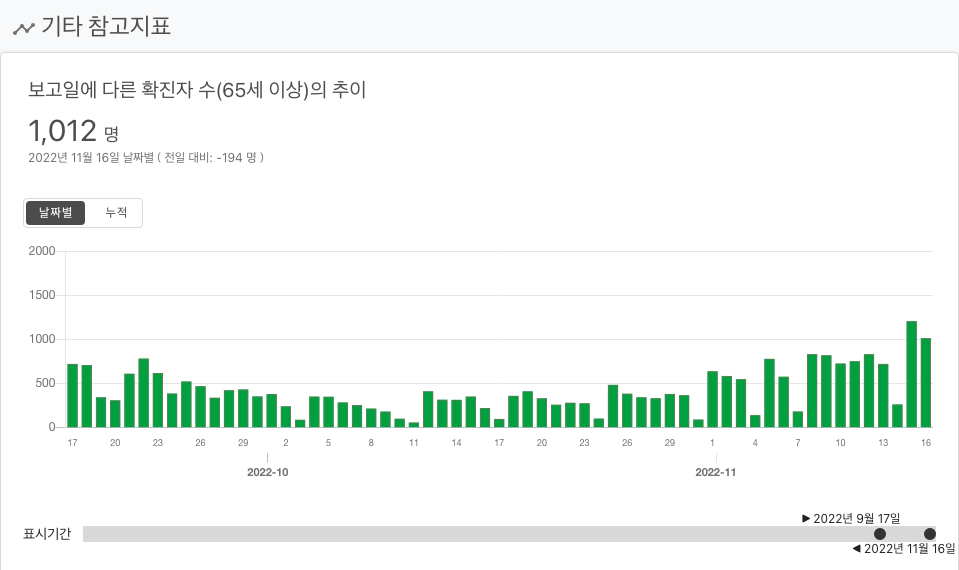 기타 참고지표
보고일에 다른 확진자 수(65세 이상)의 추이
1,012 명
2022년 11월 16일 날짜별 ( 전일 대비: -194 명 )
날짜별 누적
2000
1500
1000
500
0
17 20 23 26 29 2 5 8 11 14 17 20 23 26 29 1 4 7 10 13 16
2022-10 2022-11
▶ 2022년 9월 17일
표시기간
◀ 2022년 11월 16일